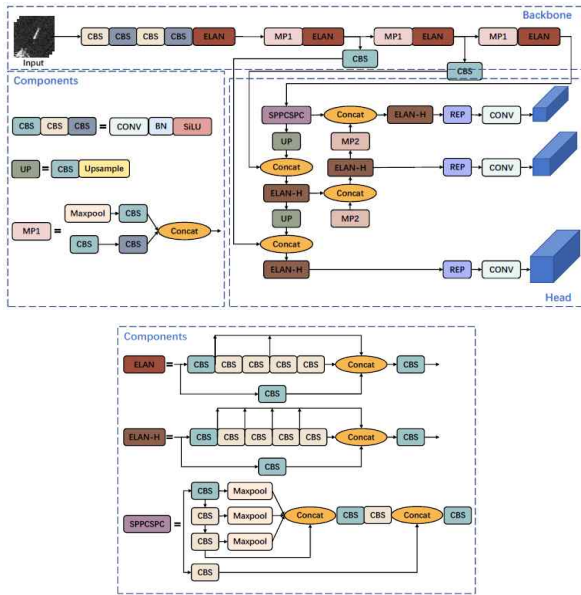 Backbone
CBS CBS CBS CBS ELAN MP1 ELAN MP1 ELAN MP1 ELAN
Input
CBS
CBS
Components
CBS CBS CBS = CONV BN SiLU
UP = CBS Upsample
MP1 = Maxpool CBS
CBS CBS
Concat
SPPCSPC Concat ELAN-H REP CONV
UP MP2
Concat ELAN-H REP CONV
ELAN-H Concat
UP MP2
Concat
ELAN-H REP CONV
Head
Components
ELAN = CBS CBS CBS CBS CBS Concat CBS
CBS
ELAN-H = CBS CBS CBS CBS CBS Concat CBS
CBS
SPPCSPC =
CBS Maxpool
CBS Maxpool Concat CBS CBS Concat CBS
CBS Maxpool
CBS
CBS